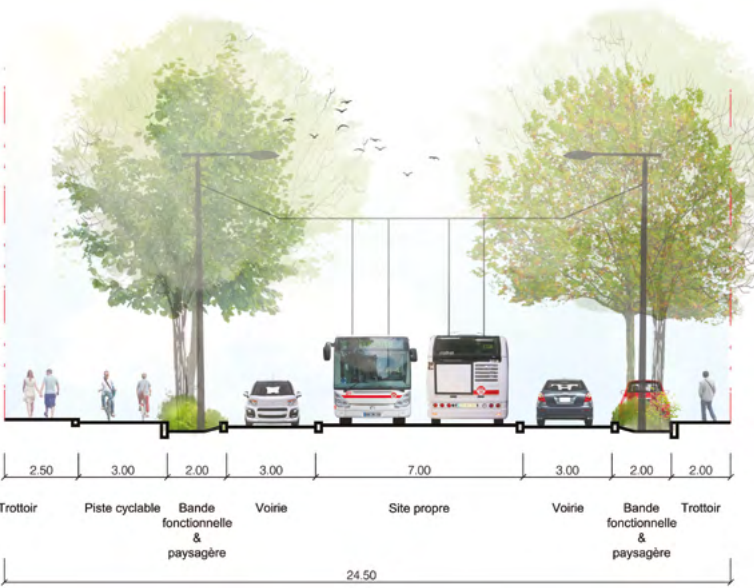 2.50 3.00 2.00 3.00 7.00 3.00 2.00 2.00
Trottoir Piste cyclable Bande Voirie Site propre Voirie Bande Trottoir
fonctionnelle fonctionnelle
& &
paysagère paysagère
24.50